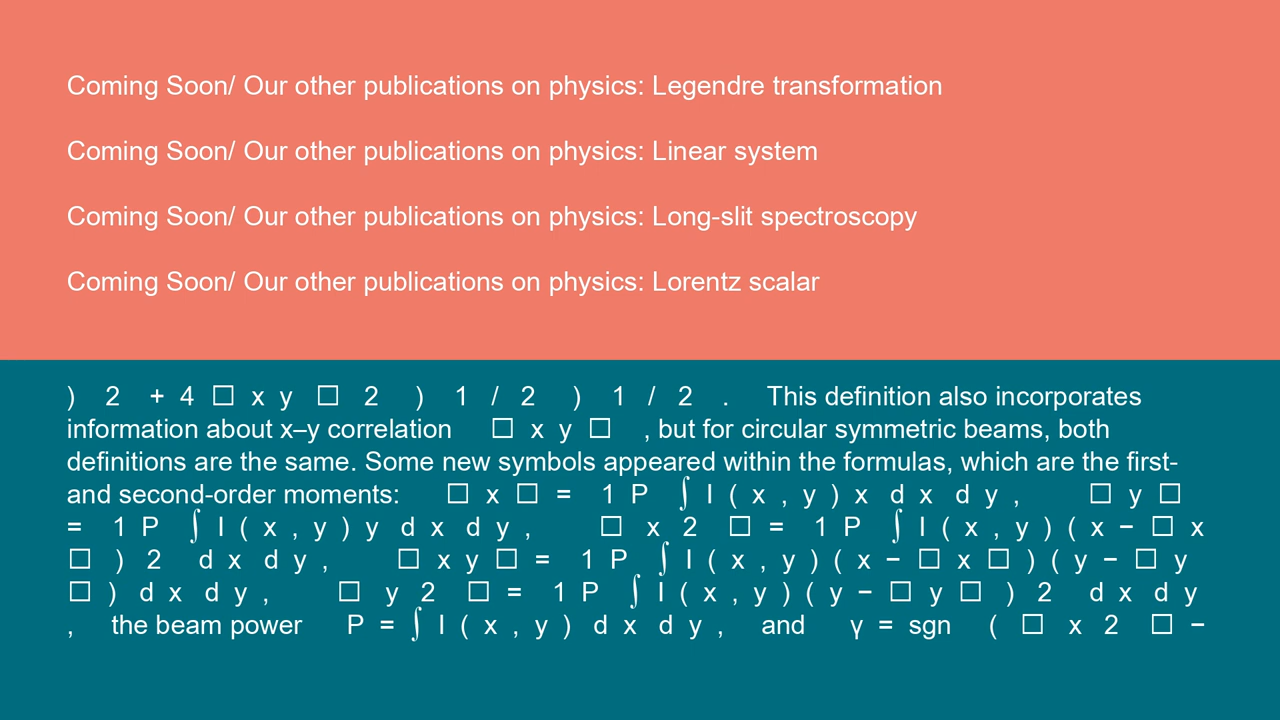 Coming Soon/ Our other publications on physics: Legendre transformation
Coming Soon/ Our other publications on physics: Linear system
Coming Soon/ Our other publications on physics: Long-slit spectroscopy
Coming Soon/ Our other publications on physics: Lorentz scalar
) 2 + 4 □ x y □ 2 ) 1 / 2 ) 1 / 2 . This definition also incorporates
information about x–y correlation □ x y □ , but for circular symmetric beams, both
definitions are the same. Some new symbols appeared within the formulas, which are the first-
and second-order moments: □ x □ = 1 P ∫ I ( x , y ) x d x d y , □ y □
= 1 P ∫ I ( x , y ) y d x d y , □ x 2 □ = 1 P ∫ I ( x , y ) ( x − □ x
□ ) 2 d x d y , □ x y □ = 1 P ∫ I ( x , y ) ( x − □ x □ ) ( y − □ y
□ ) d x d y , □ y 2 □ = 1 P ∫ I ( x , y ) ( y − □ y □ ) 2 d x d y
, the beam power P = ∫ I ( x , y ) d x d y , and γ = sgn ( □ x 2 □ −